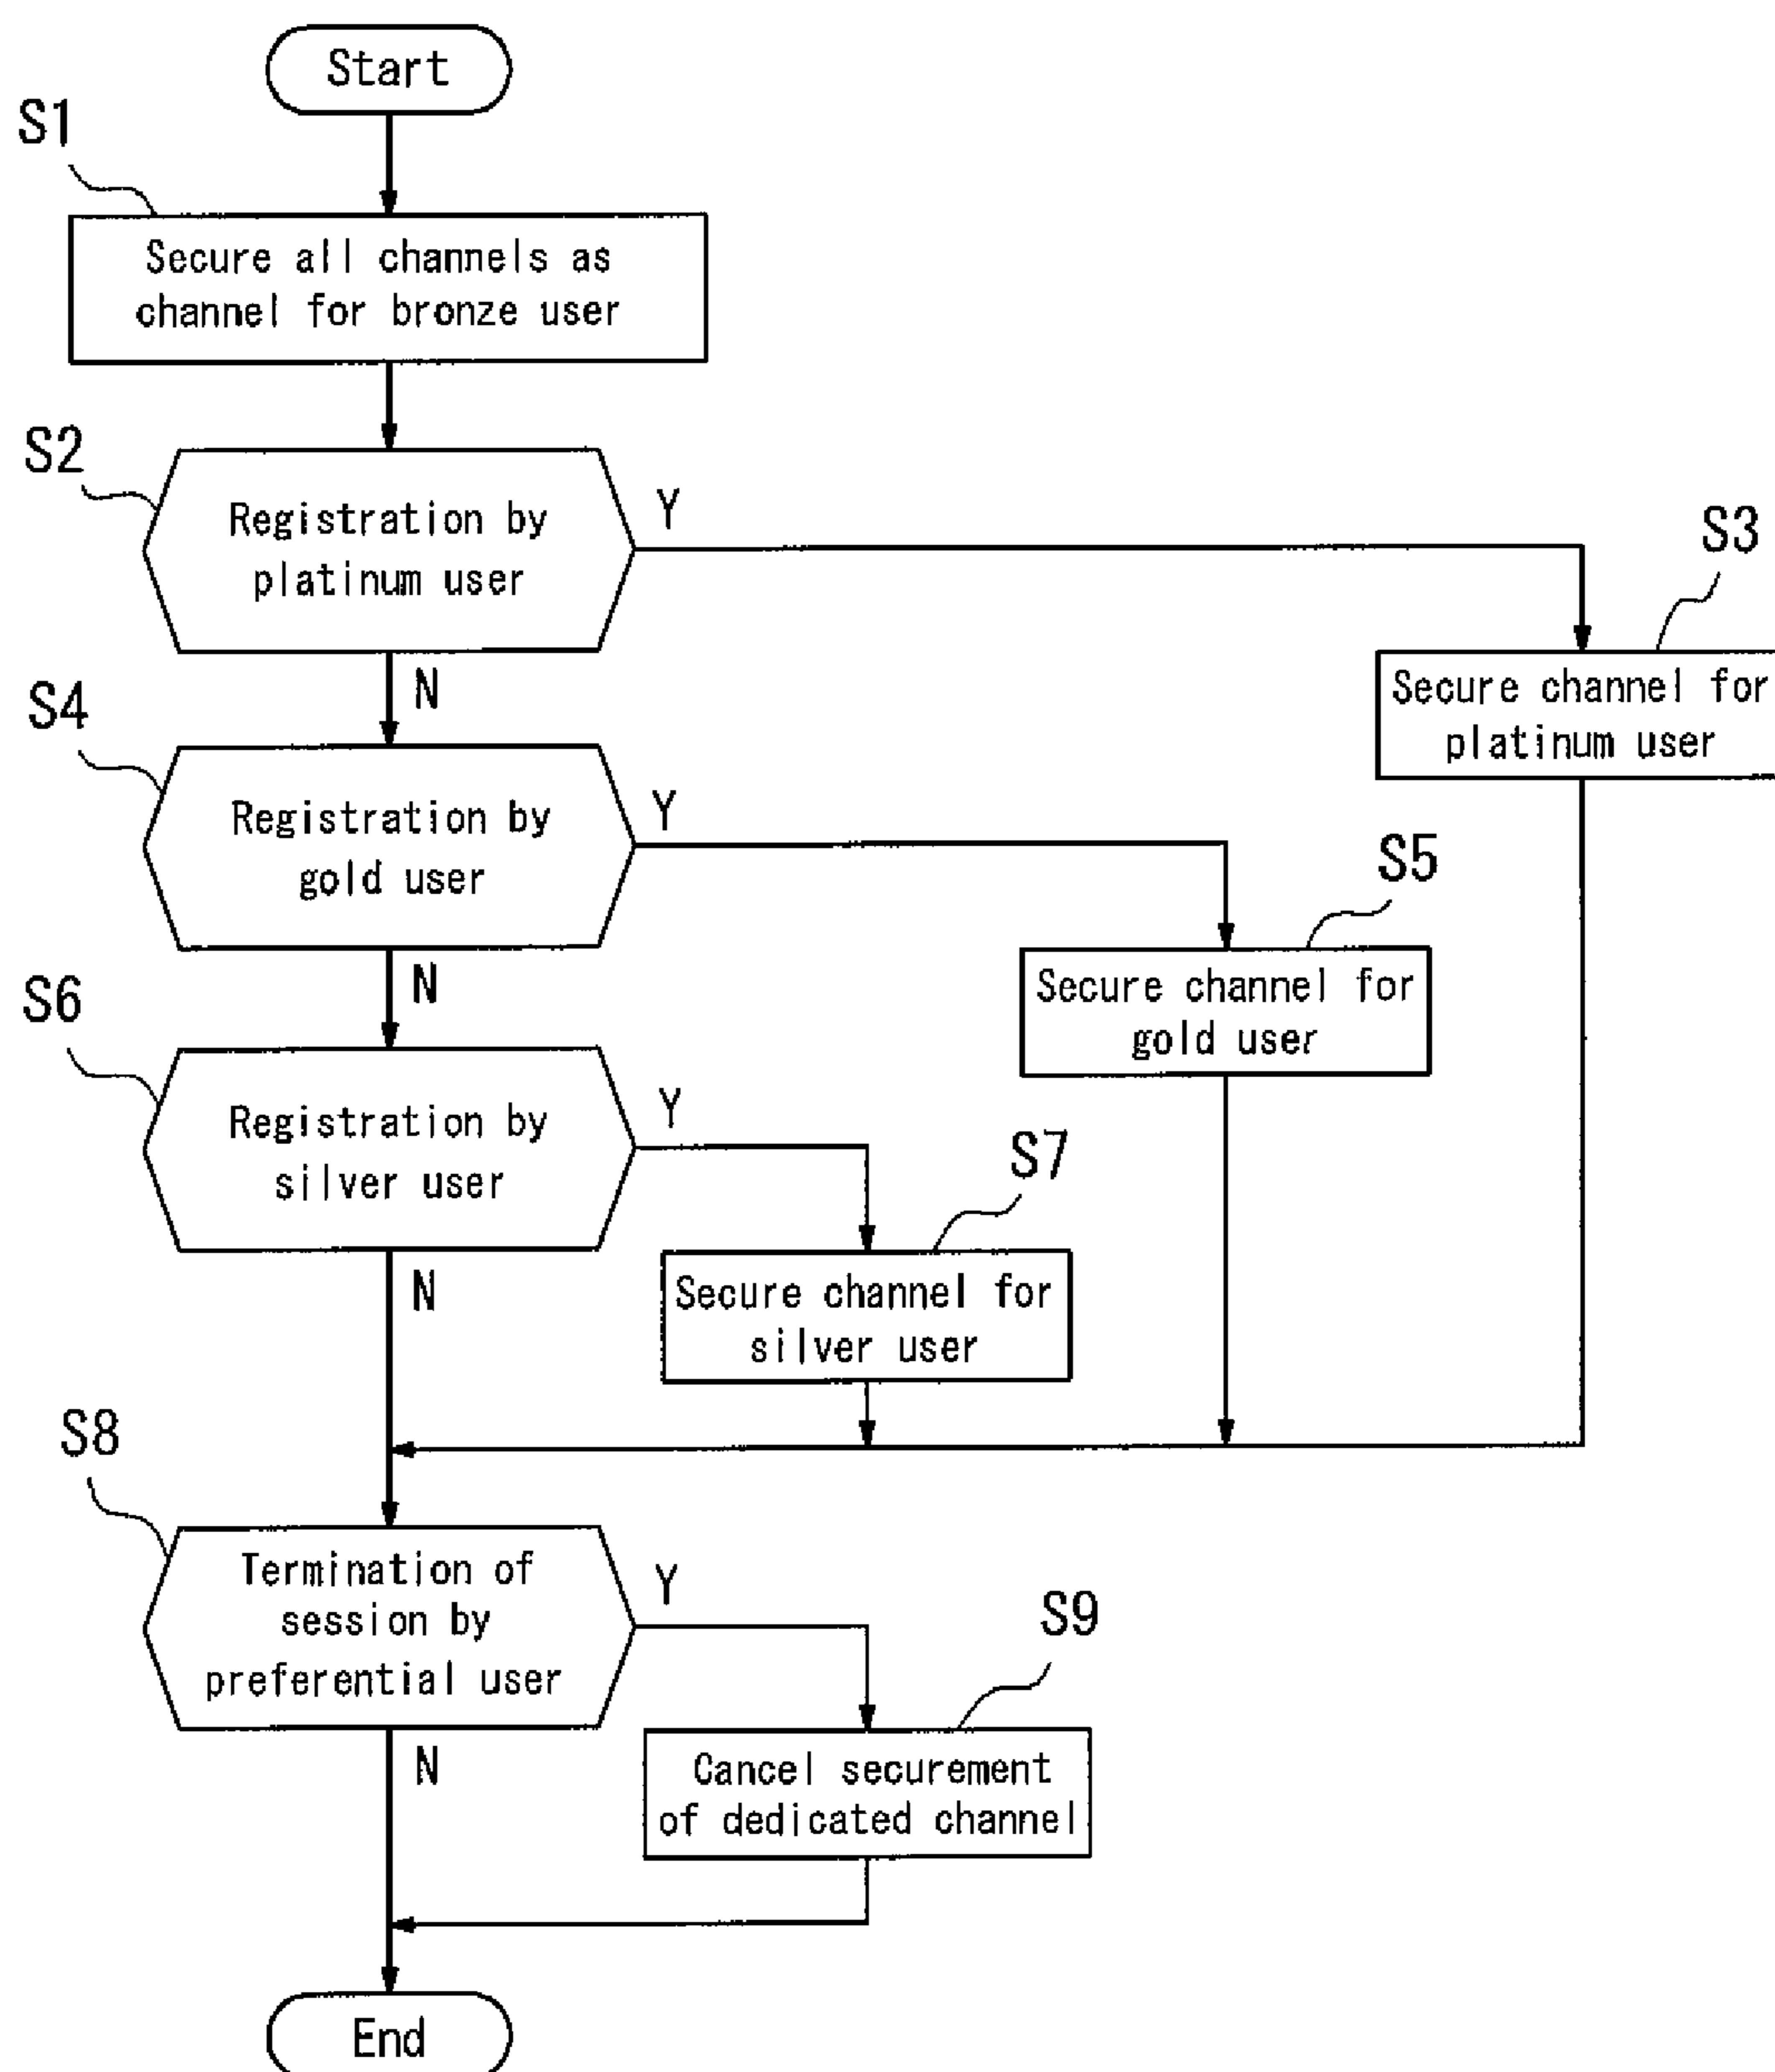 Start
S1
Secure all channels as
channel for bronze user
S2
Registration by
platinum user
Y
N
S3
Secure channel for
platinum user
S4
Registration by
gold user
Y
N
S5
Secure channel for
gold user
S6
Registration by
silver user
Y
N
S7
Secure channel for
silver user
S8
Termination of
session by
preferential user
Y
N
S9
Cancel securement
of dedicated channel
End